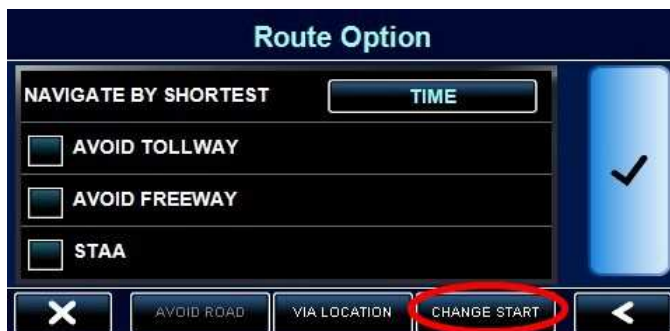 Route Option
NAVIGATE BY SHORTEST TIME
AVOID TOLLWAY
AVOID FREEWAY
STAA
AVOID ROAD VIA LOCATION CHANGE START